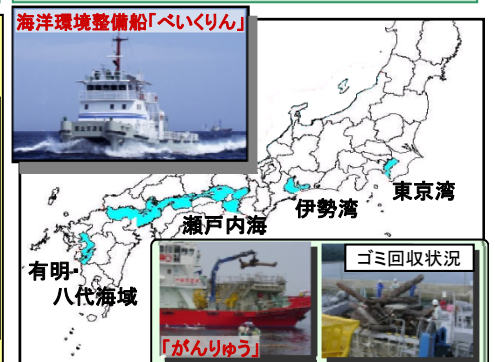 海洋環境整備船「べいくりん」
東京湾
伊勢湾
瀬戸内海
有明・
八代海域
ゴミ回収状況
「がんりゅう」